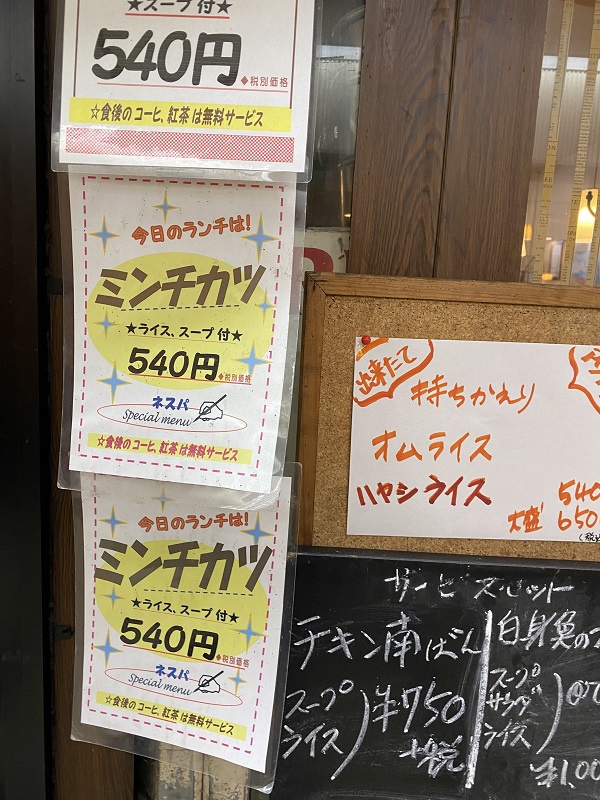 ★スープ付★
540円
◆税別価格
☆食後のコーヒ、紅茶は無料サービス
今日のランチは!
ミンチカツ
★ライス、スープ付★
540円
◆税別価格
ネスパ
Special menu
☆食後のコーヒ、紅茶は無料サービス
今日のランチは!
ミンチカツ
★ライス、スープ付★
540円
◆税別価格
ネスパ
Special menu
☆食後のコーヒ、紅茶は無料サービス
出来たて
持ちかえり
オムライス
ハヤシライス
540
大盛 650
(税込
サービスセット
チキン南ばん
スープ
ライス
¥750
+税
白身魚の
スープ
サラダ
ライス
¥1,00